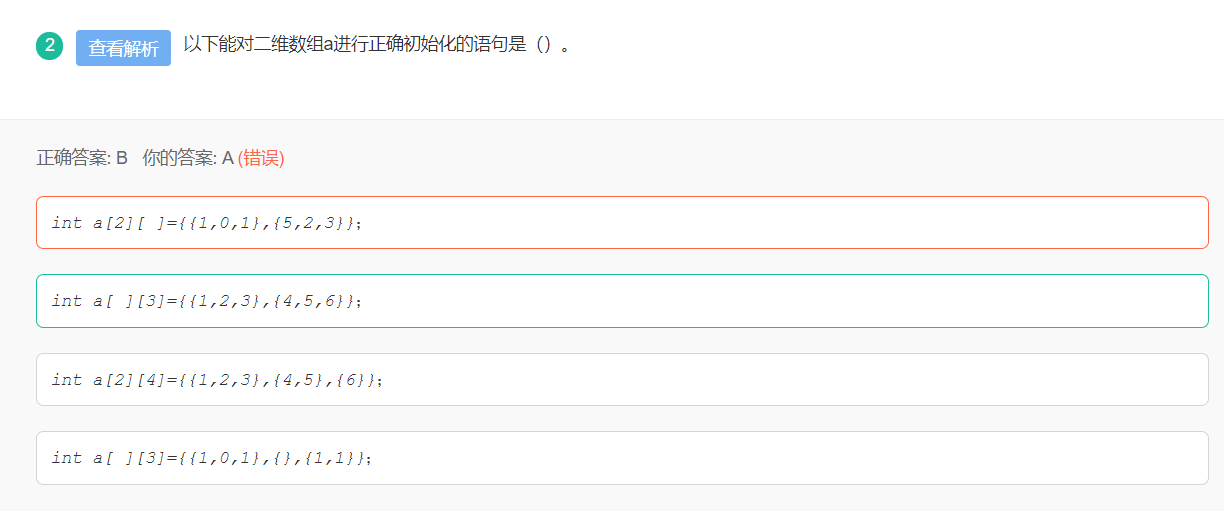 2 查看解析 以下能对二维数组a进行正确初始化的语句是（）。
正确答案: B 你的答案: A (错误)
int a[2][ ]={{1,0,1},{5,2,3}};
int a[ ][3]={{1,2,3},{4,5,6}};
int a[2][4]={{1,2,3},{4,5},{6}};
int a[ ][3]={{1,0,1},{},{1,1}};